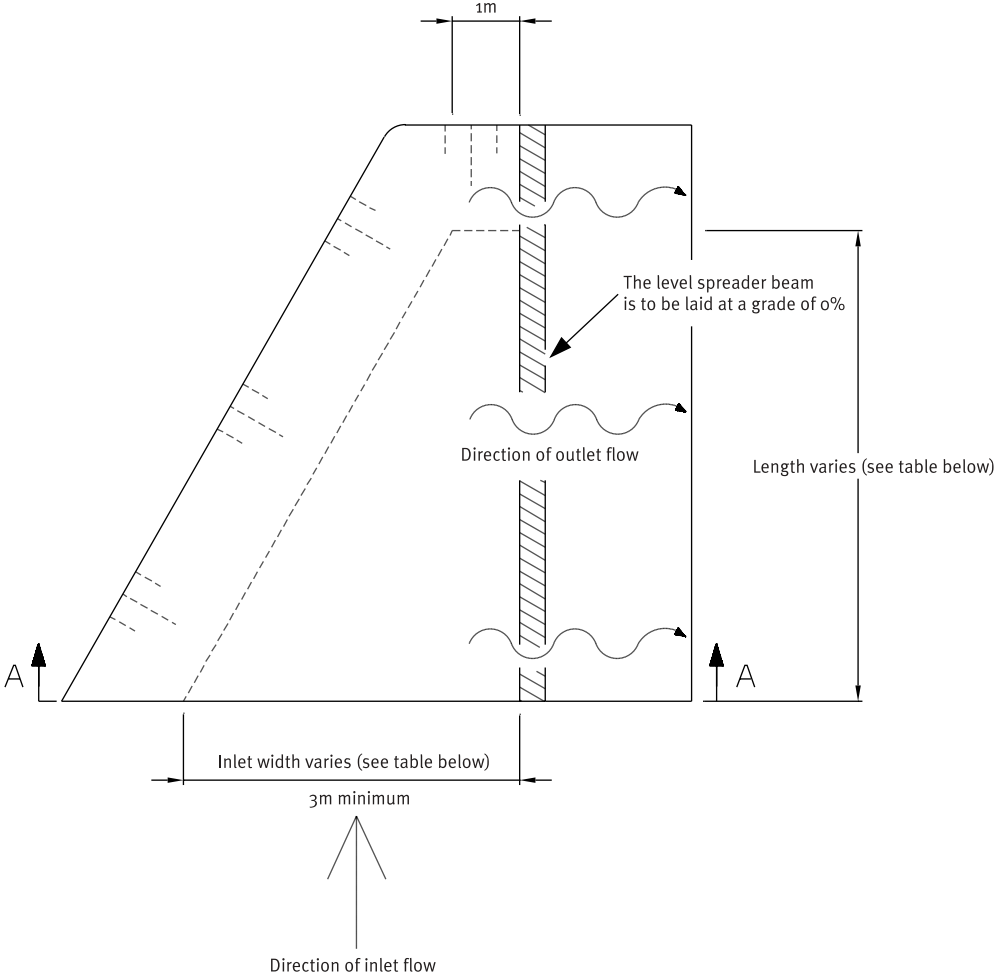 1m
The level spreader beam
is to be laid at a grade of 0%
Direction of outlet flow
Length varies (see table below)
A
A
Inlet width varies (see table below)
3m minimum
Direction of inlet flow